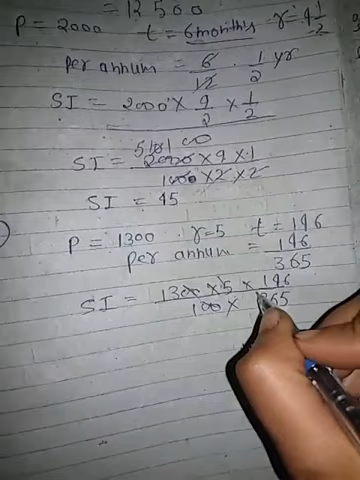 = 12500
P = 2000 t = 6 months r = 4 1/2
per annum = 6/12 . 1/2 yr
SI = 2000 × 9/2 × 1/2
SI = 2000 × 9 × 1 / 100 × 2 × 2
SI = 45
P = 1300 r = 5 t = 146
per annum = 146/365
SI = 1300 × 5 × 146 / 100 × 365